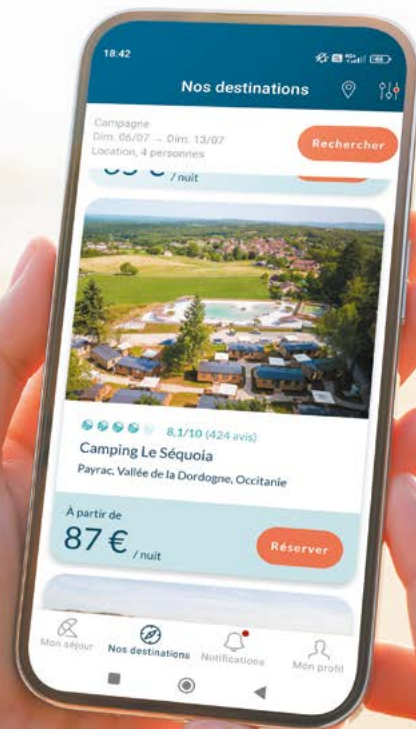 18:42
Nos destinations
Campagne
Dim. 06/07 → Dim. 13/07
Location, 4 personnes
Rechercher
€ / nuit
8,1/10 (424 avis)
Camping Le Séquoia
Payrac, Vallée de la Dordogne, Occitanie
À partir de
87 € / nuit
Réserver
Mon séjour
Nos destinations
Notifications
Mon profil